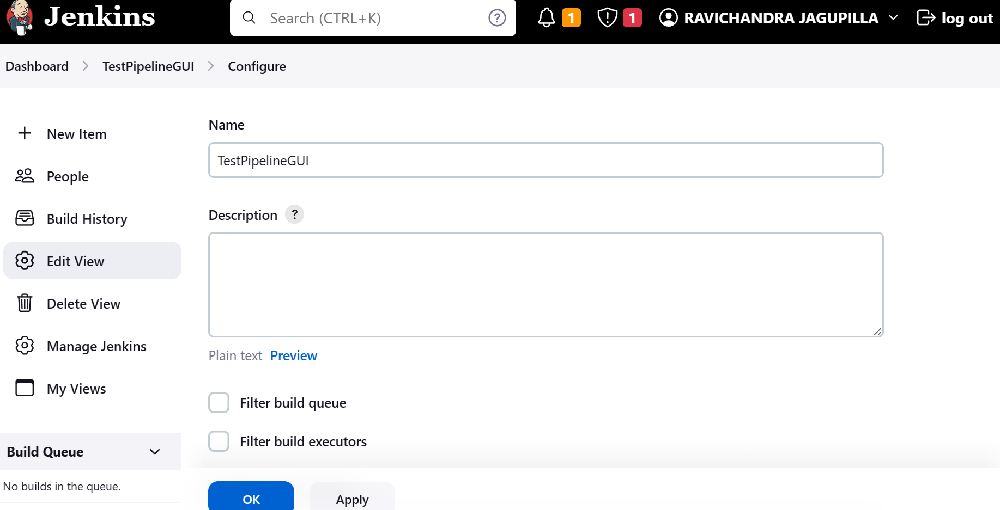 Jenkins
Search (CTRL+K)
?
1
1
RAVICHANDRA JAGUPILLA
log out
Dashboard
TestPipelineGUI
Configure
New Item
People
Build History
Edit View
Delete View
Manage Jenkins
My Views
Build Queue
No builds in the queue.
Name
TestPipelineGUI
Description ?
Plain text Preview
Filter build queue
Filter build executors
OK
Apply